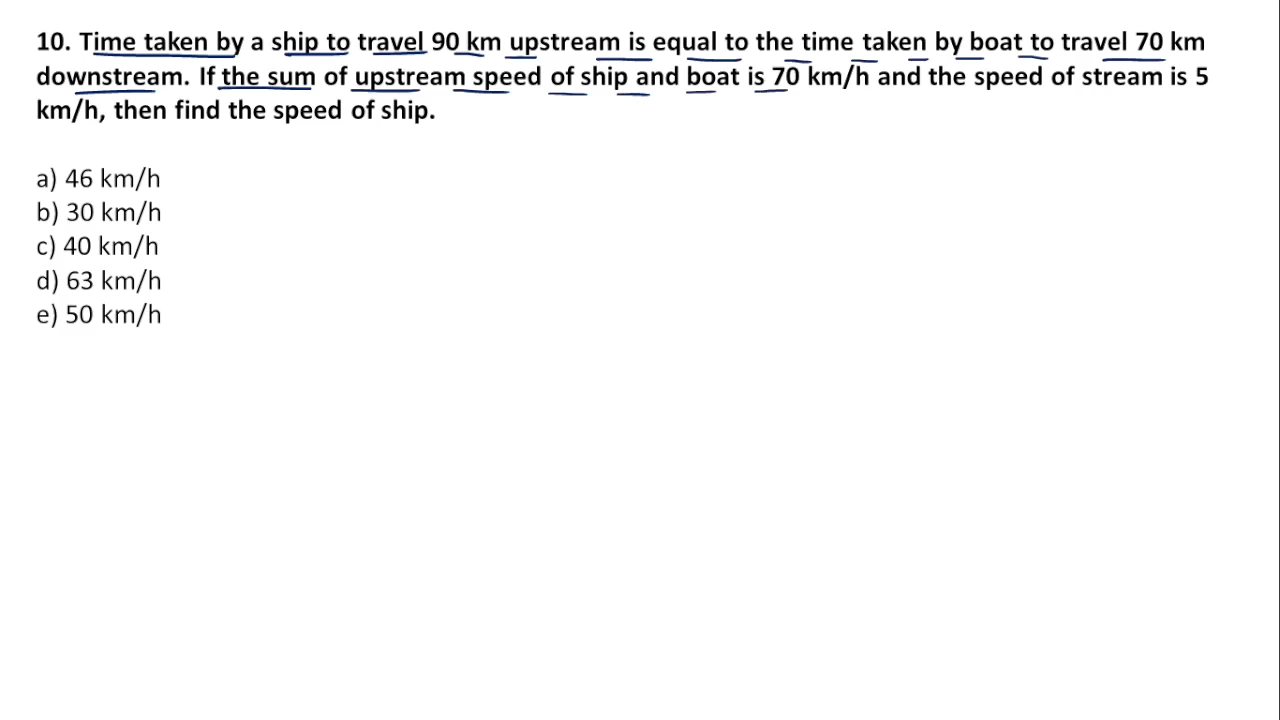 10. Time taken by a ship to travel 90 km upstream is equal to the time taken by boat to travel 70 km
downstream. If the sum of upstream speed of ship and boat is 70 km/h and the speed of stream is 5
km/h, then find the speed of ship.
a) 46 km/h
b) 30 km/h
c) 40 km/h
d) 63 km/h
e) 50 km/h